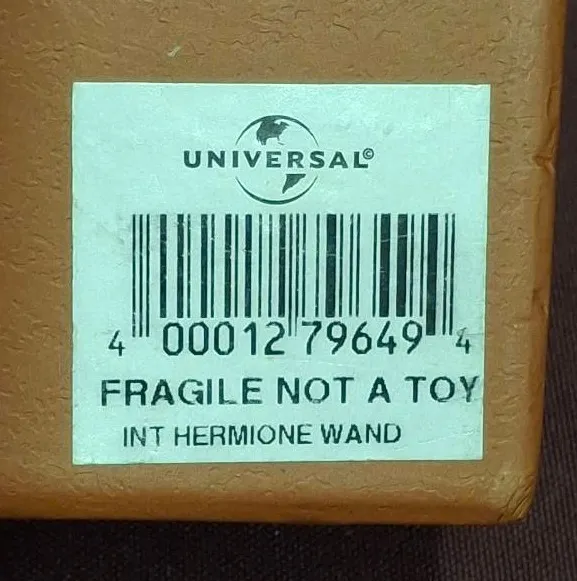 UNIVERSAL©
4 00012 79649 4
FRAGILE NOT A TOY
INT HERMIONE WAND